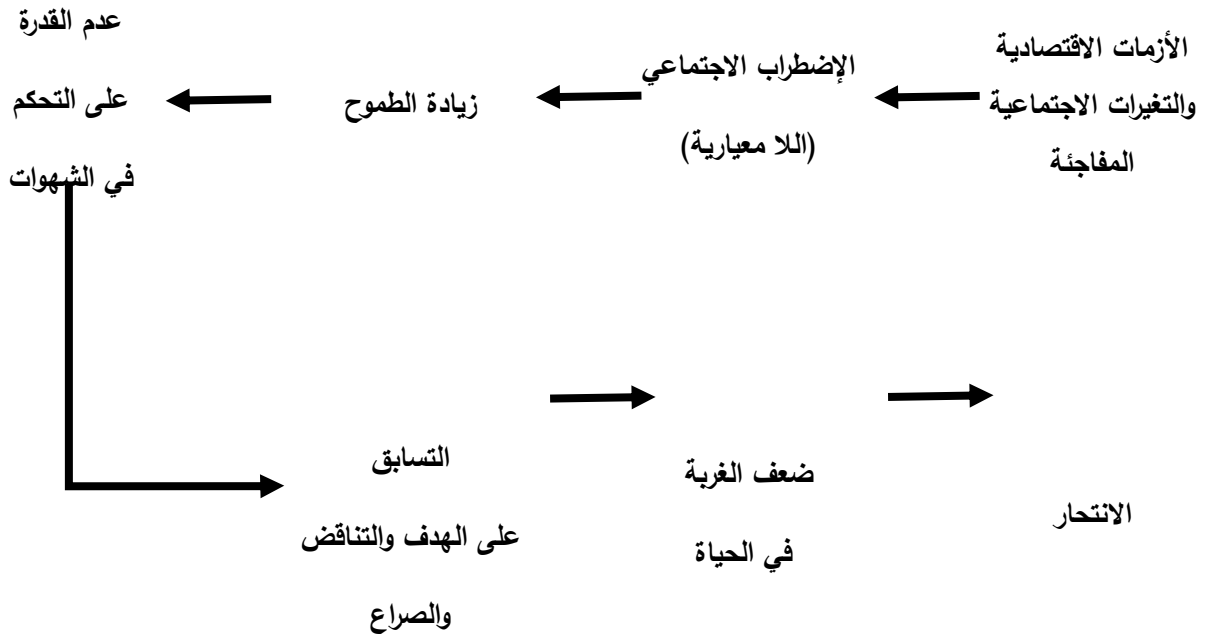 الأزمات الاقتصادية
والتغيرات الاجتماعية
المفاجئة
الإضطراب الاجتماعي
(اللا معيارية)
زيادة الطموح
عدم القدرة
على التحكم
في الشهوات
التسابق
على الهدف والتناقض
والصراع
ضعف الغربة
في الحياة
الانتحار